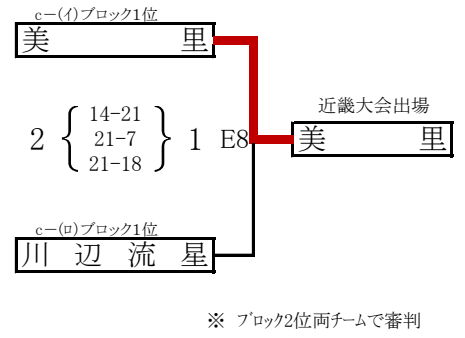 c－(ｲ)ブロック1位
美　里
近畿大会出場
美　里
2 { 14-21 21-7 21-18 } 1 E8
c－(ﾛ)ブロック1位
川　辺　流　星
※ ブロック2位両チームで審判